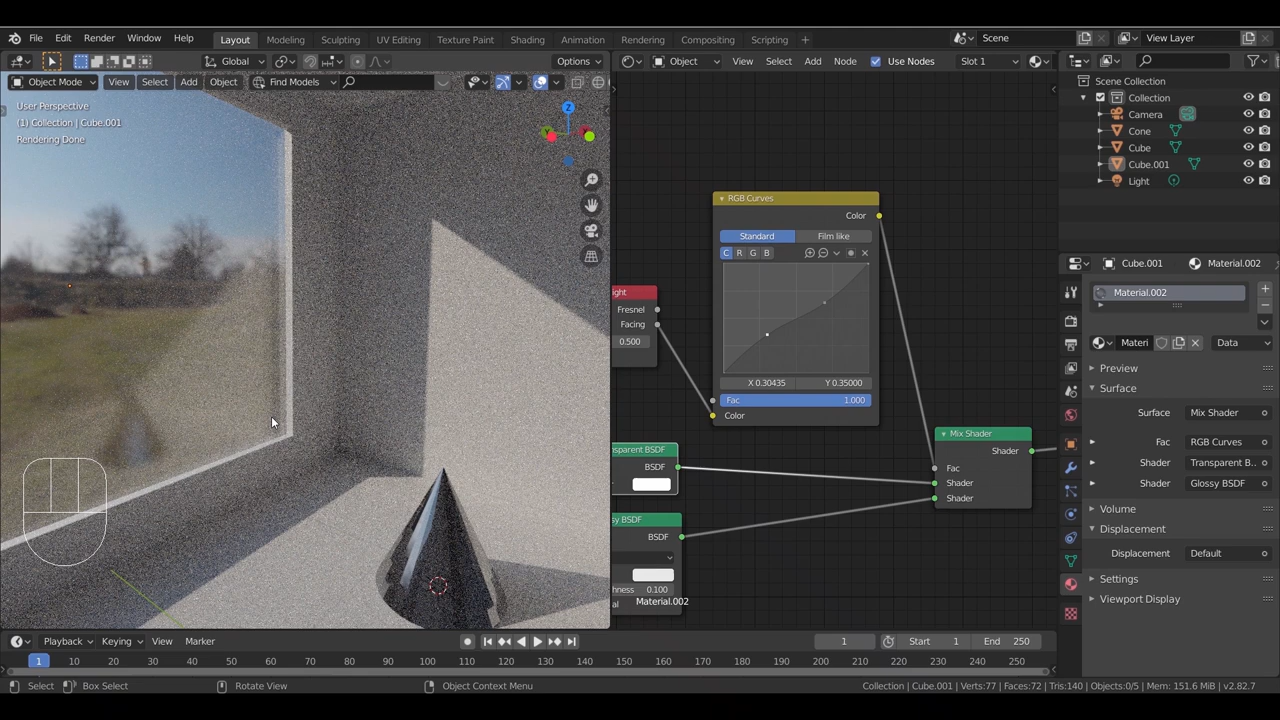 File Edit Render Window Help Layout Modeling Sculpting UV Editing Texture Paint Shading Animation Rendering Compositing Scripting + Scene View Layer
Global Options Object View Select Add Node Use Nodes Slot 1
Object Mode View Select Add Object Find Models
User Perspective
(1) Collection | Cube.001
Rendering Done
Z
RGB Curves
Color
Standard Film like
C R G B
X 0.30435 Y 0.35000
Fac 1.000
Color
ight
Fresnel
Facing
0.500
nsparent BSDF
BSDF
sy BSDF
BSDF
hness 0.100
al
Material.002
Mix Shader
Shader
Fac
Shader
Shader
Scene Collection
Collection
Camera
Cone
Cube
Cube.001
Light
Cube.001 Material.002
Material.002
Materi Data
Preview
Surface
Surface Mix Shader
Fac RGB Curves
Shader Transparent B..
Shader Glossy BSDF
Volume
Displacement
Displacement Default
Settings
Viewport Display
Playback Keying View Marker 1 Start 1 End 250
1 10 20 30 40 50 60 70 80 90 100 110 120 130 140 150 160 170 180 190 200 210 220 230 240 250
Select Box Select Rotate View Object Context Menu Collection | Cube.001 | Verts:77 | Faces:72 | Tris:140 | Objects:0/5 | Mem: 151.6 MiB | v2.82.7